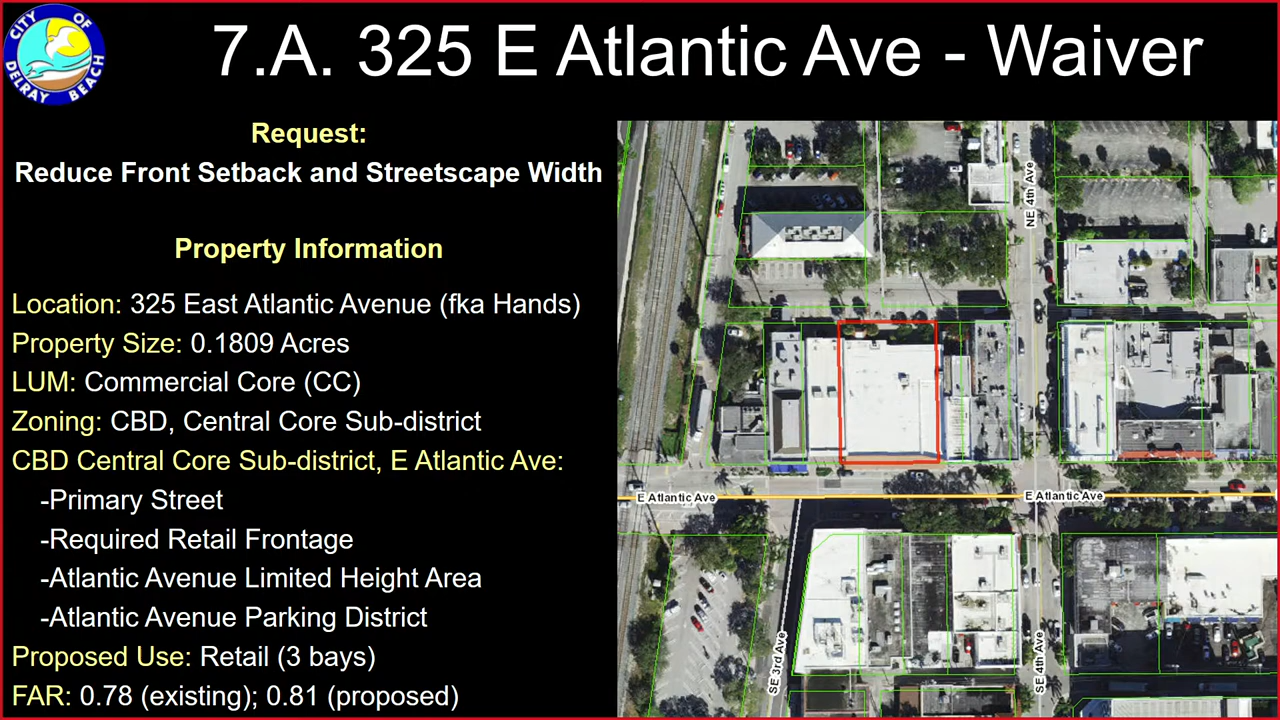 CITY OF DELRAY BEACH
7.A. 325 E Atlantic Ave - Waiver
Request:
Reduce Front Setback and Streetscape Width
Property Information
Location: 325 East Atlantic Avenue (fka Hands)
Property Size: 0.1809 Acres
LUM: Commercial Core (CC)
Zoning: CBD, Central Core Sub-district
CBD Central Core Sub-district, E Atlantic Ave:
-Primary Street
-Required Retail Frontage
-Atlantic Avenue Limited Height Area
-Atlantic Avenue Parking District
Proposed Use: Retail (3 bays)
FAR: 0.78 (existing); 0.81 (proposed)
NE 4th Ave
E Atlantic Ave
E Atlantic Ave
SE 3rd Ave
SE 4th Ave